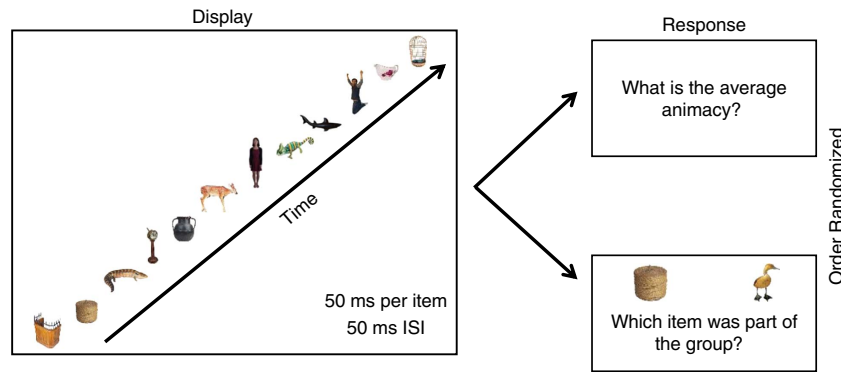 Display
Time
50 ms per item
50 ms ISI
Response
What is the average
animacy?
Which item was part of
the group?
Order Randomized